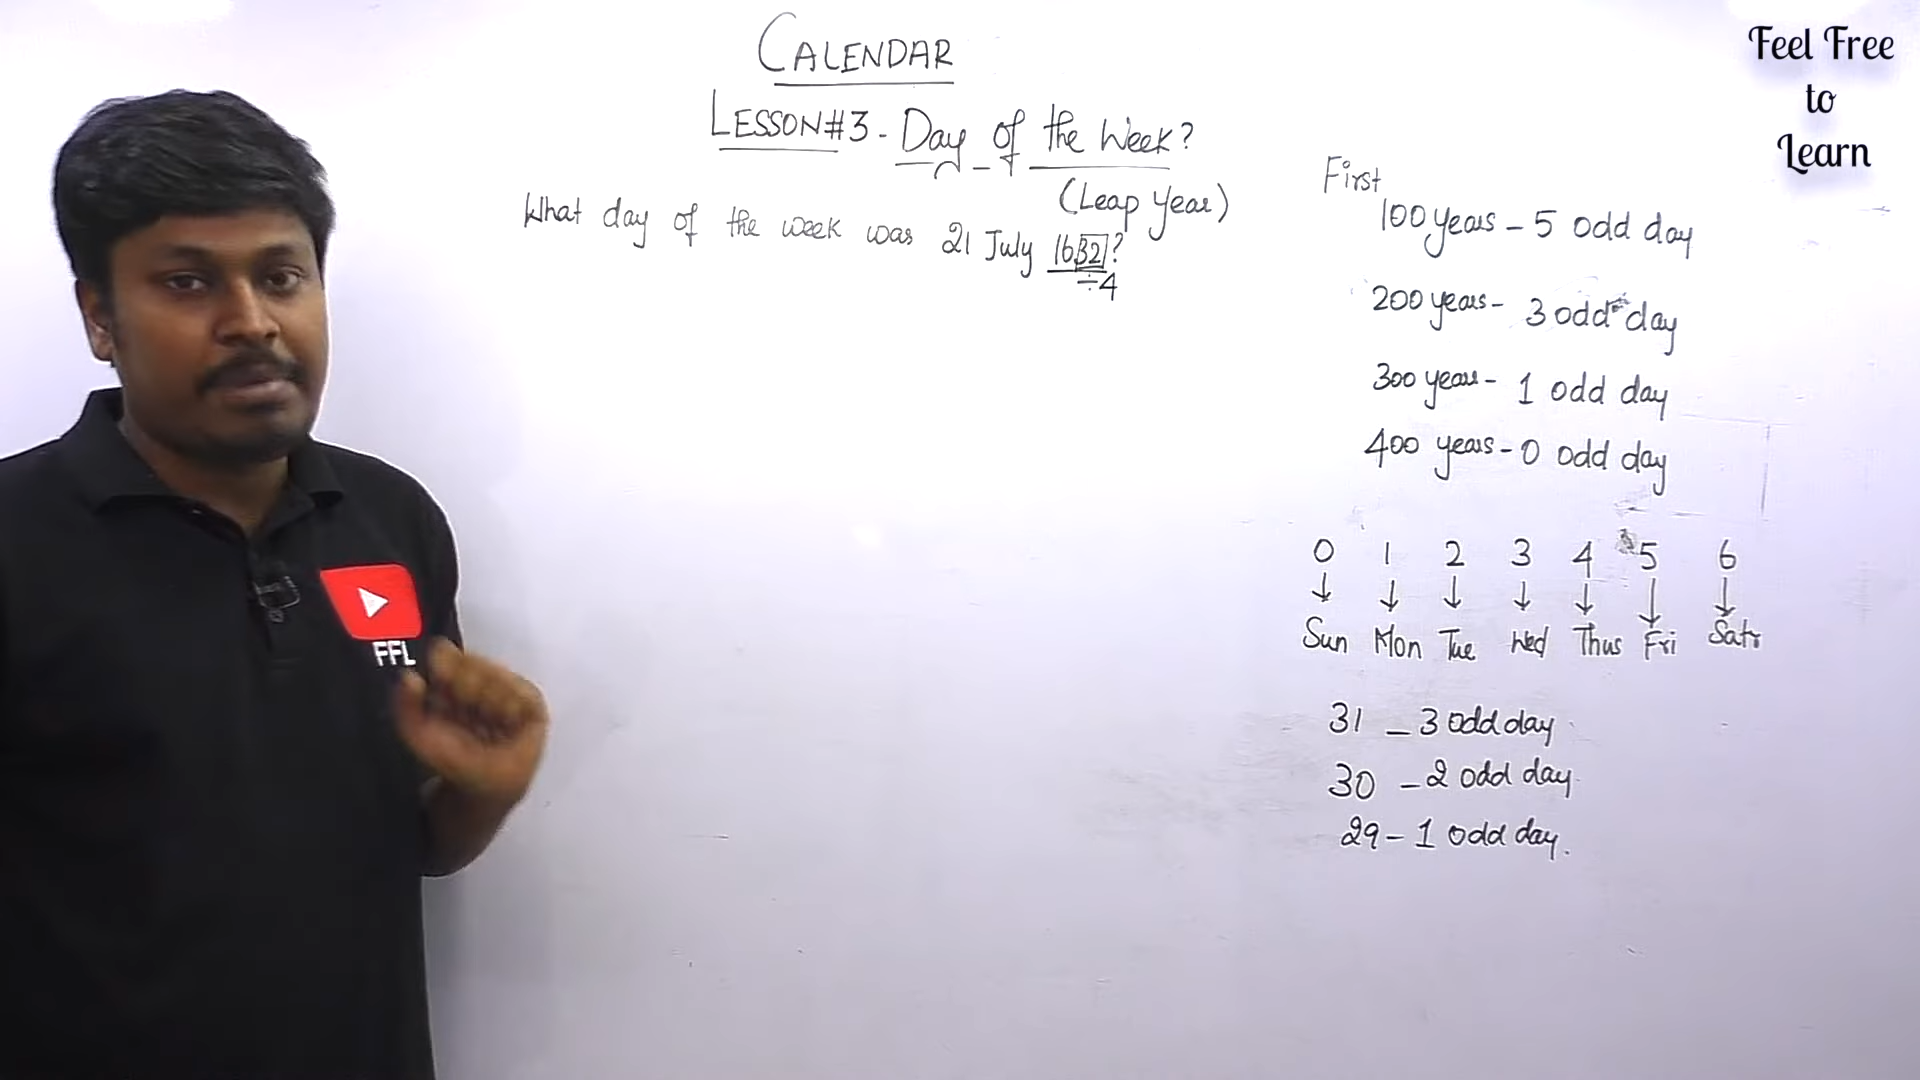 CALENDAR
LESSON#3 - Day of the Week?
(Leap Year)
What day of the week was 21 July 1632?
÷4
Feel Free
to
Learn
First
100 years - 5 odd day
200 years - 3 odd day
300 years - 1 odd day
400 years - 0 odd day
0 1 2 3 4 5 6
Sun Mon Tue Wed Thus Fri Satr
31 - 3 odd day
30 - 2 odd day
29 - 1 odd day.
FFL